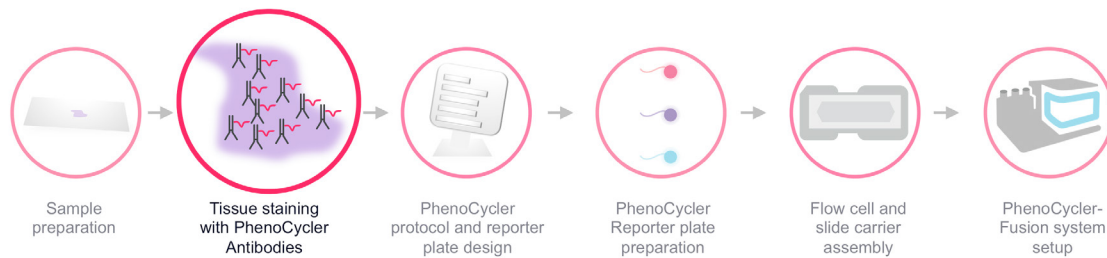 Sample
preparation
Tissue staining
with PhenoCycler
Antibodies
PhenoCycler
protocol and reporter
plate design
PhenoCycler
Reporter plate
preparation
Flow cell and
slide carrier
assembly
PhenoCycler-
Fusion system
setup